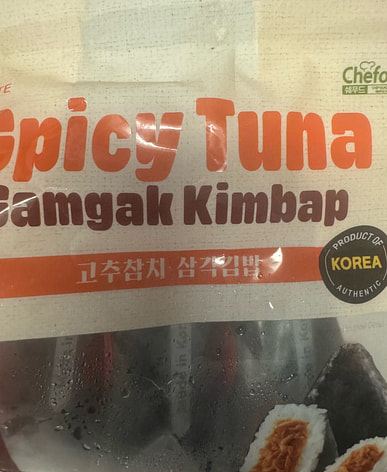 Chefo
쉐푸드
Spicy Tuna
Samgak Kimbap
고추참치 삼각김밥
PRODUCT OF
KOREA
AUTHENTIC